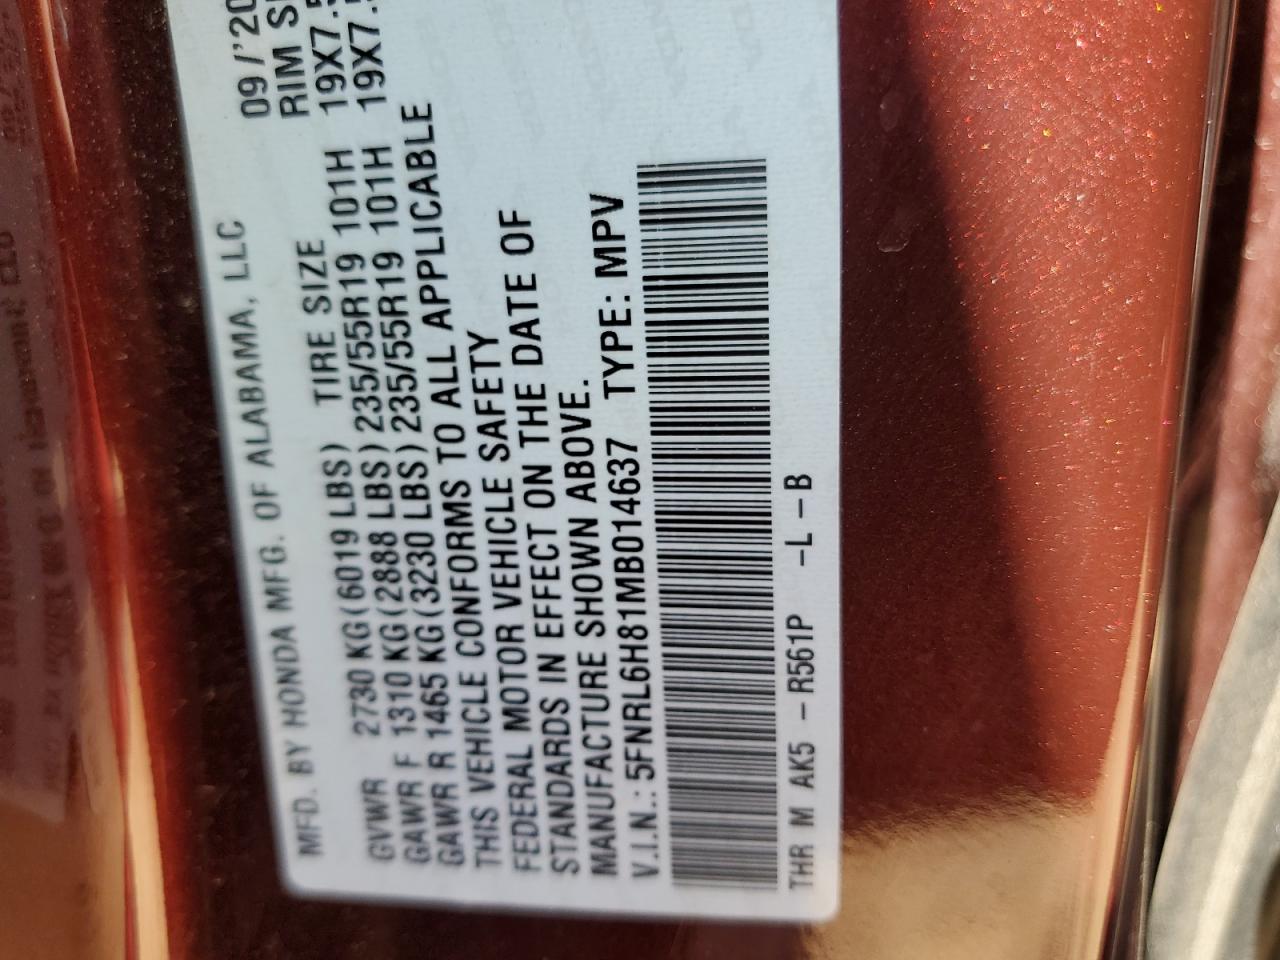 MFD. BY HONDA MFG. OF ALABAMA, LLC 09/'20
TIRE SIZE RIM
GVWR 2730 KG(6019 LBS)
GAWR F 1310 KG(2888 LBS) 235/55R19 101H 19X7.
GAWR R 1465 KG(3230 LBS) 235/55R19 101H 19X7.
THIS VEHICLE CONFORMS TO ALL APPLICABLE
FEDERAL MOTOR VEHICLE SAFETY
STANDARDS IN EFFECT ON THE DATE OF
MANUFACTURE SHOWN ABOVE.
V.I.N.: 5FNRL6H81MB014637 TYPE: MPV
THR M AK5 -R561P -L-B